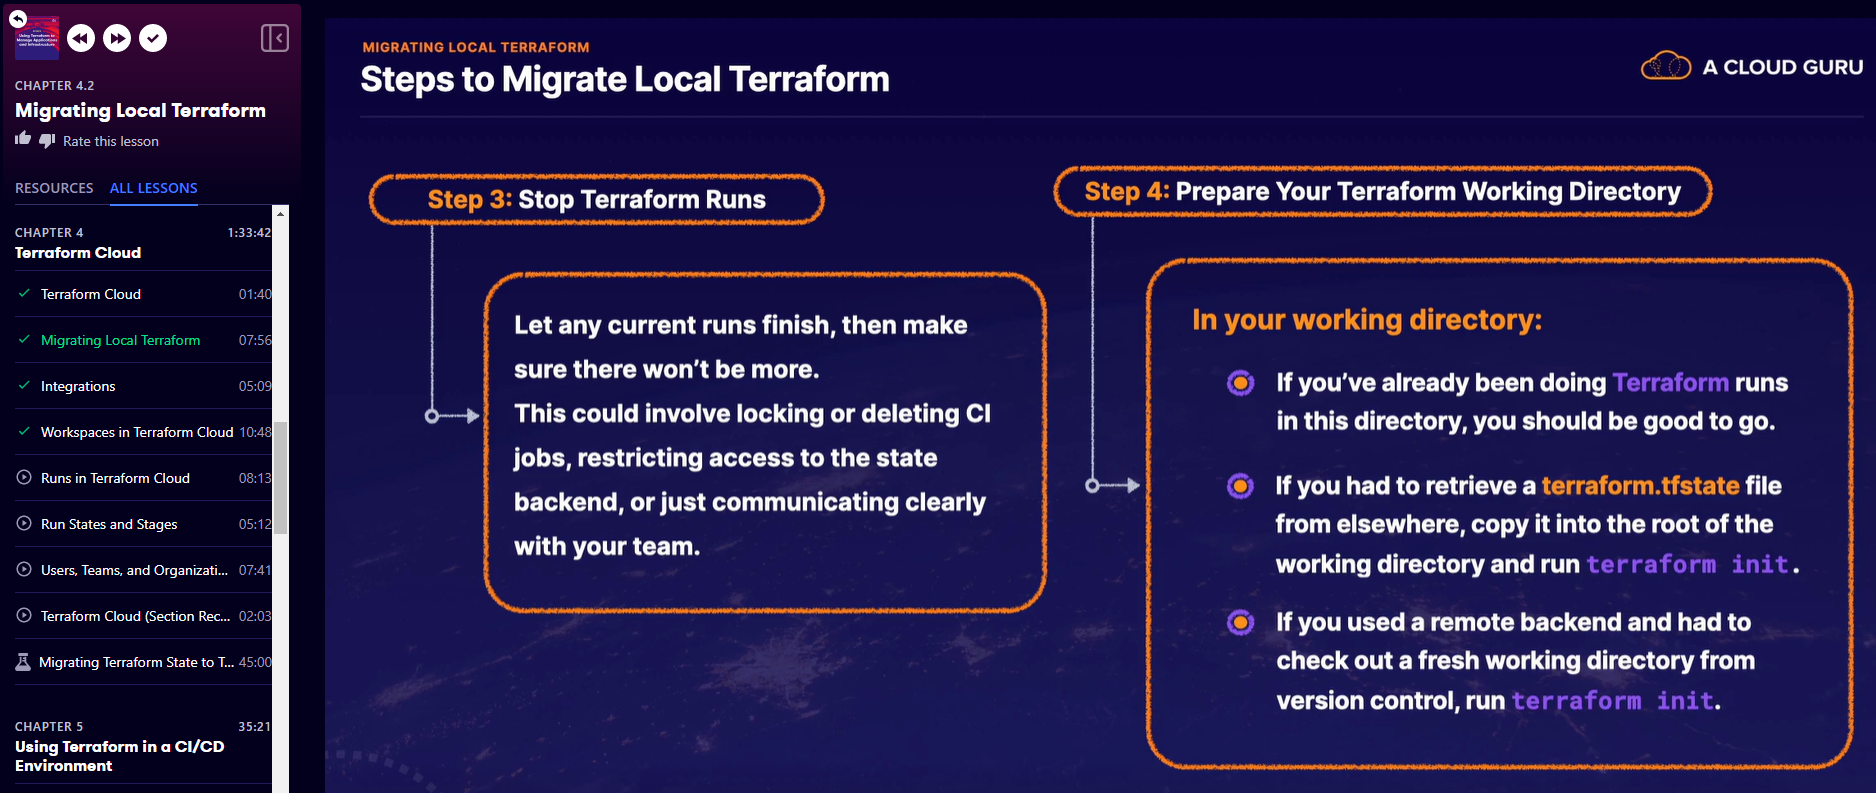 Using Terraform to
Manage Applications
and Infrastructure
CHAPTER 4.2
Migrating Local Terraform
Rate this lesson
RESOURCES
ALL LESSONS
CHAPTER 4
1:33:42
Terraform Cloud
Terraform Cloud 01:40
Migrating Local Terraform 07:56
Integrations 05:09
Workspaces in Terraform Cloud 10:48
Runs in Terraform Cloud 08:13
Run States and Stages 05:12
Users, Teams, and Organizati... 07:41
Terraform Cloud (Section Rec... 02:03
Migrating Terraform State to T... 45:00
CHAPTER 5
35:21
Using Terraform in a CI/CD
Environment
MIGRATING LOCAL TERRAFORM
Steps to Migrate Local Terraform
A CLOUD GURU
Step 3: Stop Terraform Runs
Let any current runs finish, then make
sure there won't be more.
This could involve locking or deleting CI
jobs, restricting access to the state
backend, or just communicating clearly
with your team.
Step 4: Prepare Your Terraform Working Directory
In your working directory:
If you've already been doing Terraform runs
in this directory, you should be good to go.
If you had to retrieve a terraform.tfstate file
from elsewhere, copy it into the root of the
working directory and run terraform init.
If you used a remote backend and had to
check out a fresh working directory from
version control, run terraform init.